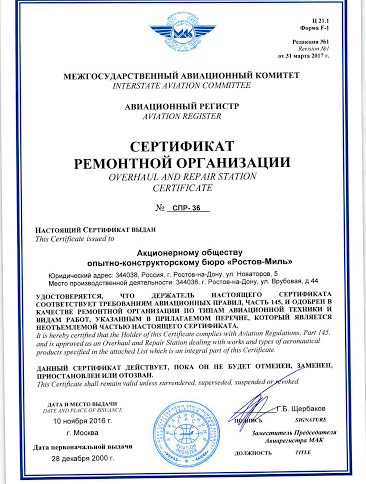 МАК
Ц 21.1
Форма F-1
Редакция №1
Revision №1
от 31 марта 2017 г.
МЕЖГОСУДАРСТВЕННЫЙ АВИАЦИОННЫЙ КОМИТЕТ
INTERSTATE AVIATION COMMITTEE
АВИАЦИОННЫЙ РЕГИСТР
AVIATION REGISTER
СЕРТИФИКАТ
РЕМОНТНОЙ ОРГАНИЗАЦИИ
OVERHAUL AND REPAIR STATION
CERTIFICATE
№ СПР- 36
НАСТОЯЩИЙ СЕРТИФИКАТ ВЫДАН
This Certificate issued to
Акционерному обществу
опытно-конструкторскому бюро «Ростов-Миль»
Юридический адрес: 344038, Россия, г. Ростов-на-Дону, ул. Новаторов, 5
Место производственной деятельности: 344038, г. Ростов-на-Дону, ул. Врубовая, д.44
УДОСТОВЕРЯЕТСЯ, ЧТО ДЕРЖАТЕЛЬ НАСТОЯЩЕГО СЕРТИФИКАТА
СООТВЕТСТВУЕТ ТРЕБОВАНИЯМ АВИАЦИОННЫХ ПРАВИЛ, ЧАСТЬ 145, И ОДОБРЕН В
КАЧЕСТВЕ РЕМОНТНОЙ ОРГАНИЗАЦИИ ПО ТИПАМ АВИАЦИОННОЙ ТЕХНИКИ И
ВИДАМ РАБОТ, УКАЗАННЫМ В ПРИЛАГАЕМОМ ПЕРЕЧНЕ, КОТОРЫЙ ЯВЛЯЕТСЯ
НЕОТЪЕМЛЕМОЙ ЧАСТЬЮ НАСТОЯЩЕГО СЕРТИФИКАТА.
It is hereby certified that the Holder of this Certificate complies with Aviation Regulations, Part 145,
and is approved as an Overhaul and Repair Station dealing with works and types of aeronautical
products specified in the attached List which is an integral part of this Certificate.
ДАННЫЙ СЕРТИФИКАТ ДЕЙСТВУЕТ, ПОКА ОН НЕ БУДЕТ ОТМЕНЕН, ЗАМЕНЕН,
ПРИОСТАНОВЛЕН ИЛИ ОТОЗВАН.
This Certificate shall remain valid unless surrendered, superseded, suspended or revoked.
ДАТА И МЕСТО ВЫДАЧИ
DATE AND PLACE OF ISSUANCE
Г.Б. Щербаков
10 ноября 2016 г.
ПОДПИСЬ SIGNATURE
г. Москва
Заместитель Председателя
Авиарегистра МАК
Дата первоначальной выдачи
28 декабря 2000 г.
ДОЛЖНОСТЬ TITLE